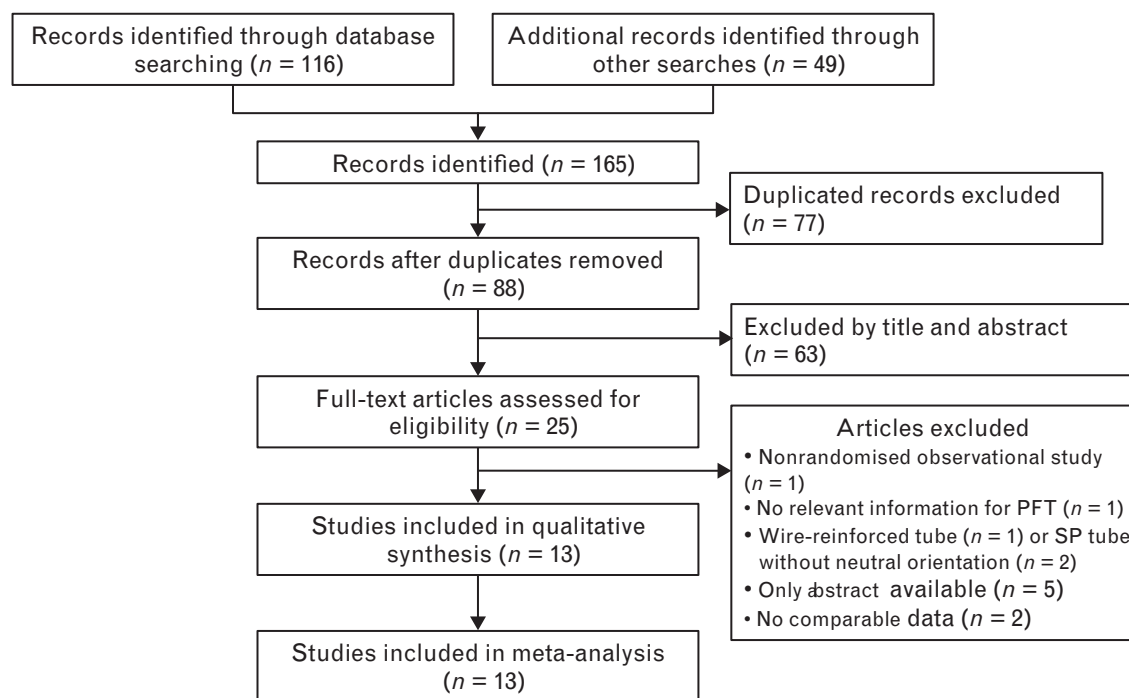 Records identified through database
searching (n = 116)
Additional records identified through
other searches (n = 49)
Records identified (n = 165)
Duplicated records excluded
(n = 77)
Records after duplicates removed
(n = 88)
Excluded by title and abstract
(n = 63)
Full-text articles assessed for
eligibility (n = 25)
Articles excluded
• Nonrandomised observational study
(n = 1)
• No relevant information for PFT (n = 1)
• Wire-reinforced tube (n = 1) or SP tube
without neutral orientation (n = 2)
• Only abstract available (n = 5)
• No comparable data (n = 2)
Studies included in qualitative
synthesis (n = 13)
Studies included in meta-analysis
(n = 13)